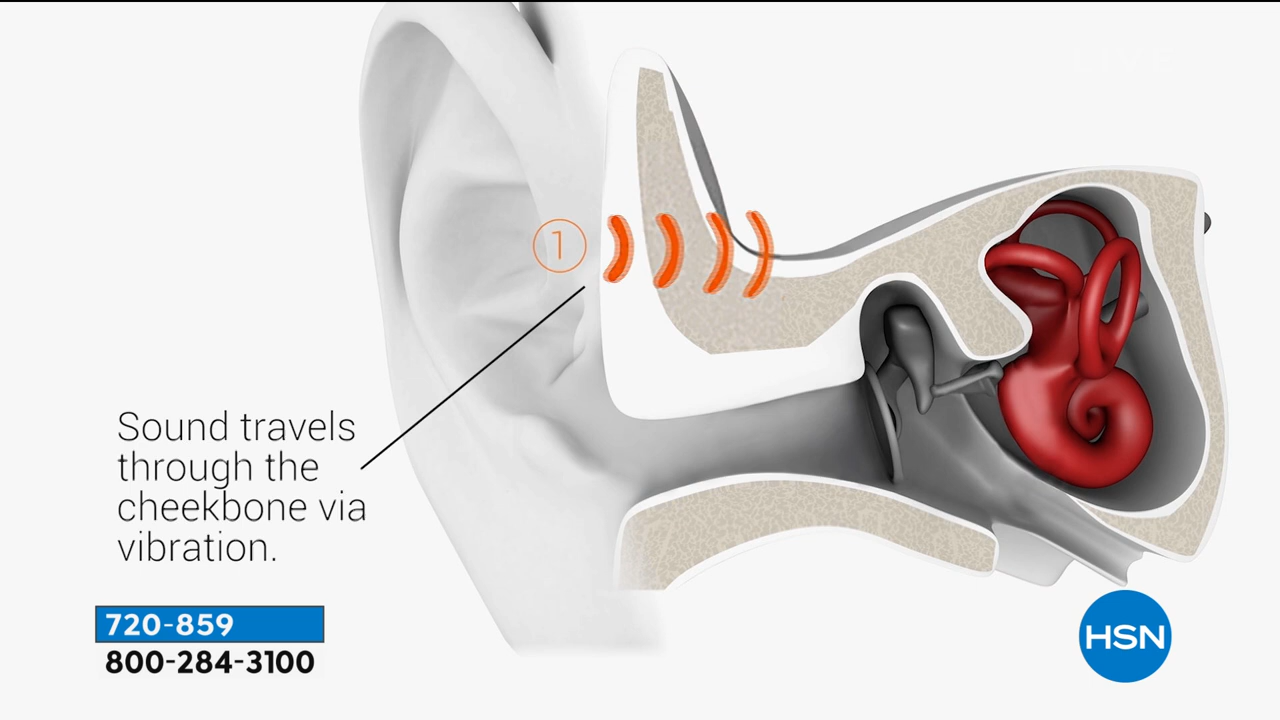 1
Sound travels
through the
cheekbone via
vibration.
720-859
800-284-3100
HSN